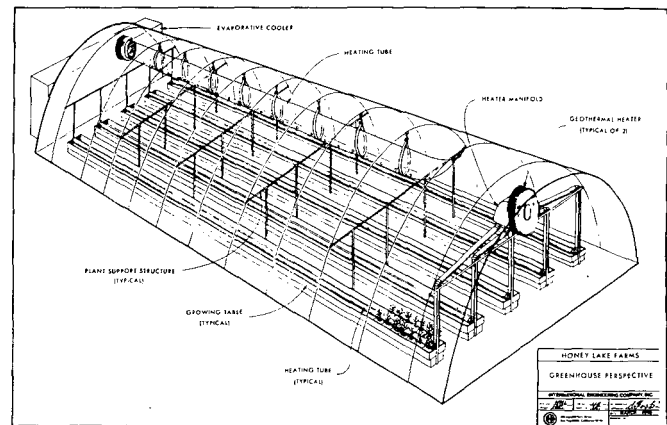 EVAPORATIVE COOLER
HEATING TUBE
HEATER MANIFOLD
GEOTHERMAL HEATER
(TYPICAL OF 2)
PLANT SUPPORT STRUCTURE
(TYPICAL)
GROWING TABLE
(TYPICAL)
HEATING TUBE
(TYPICAL)
HONEY LAKE FARMS
GREENHOUSE PERSPECTIVE
INTERNATIONAL ENGINEERING COMPANY, INC.
MARCH